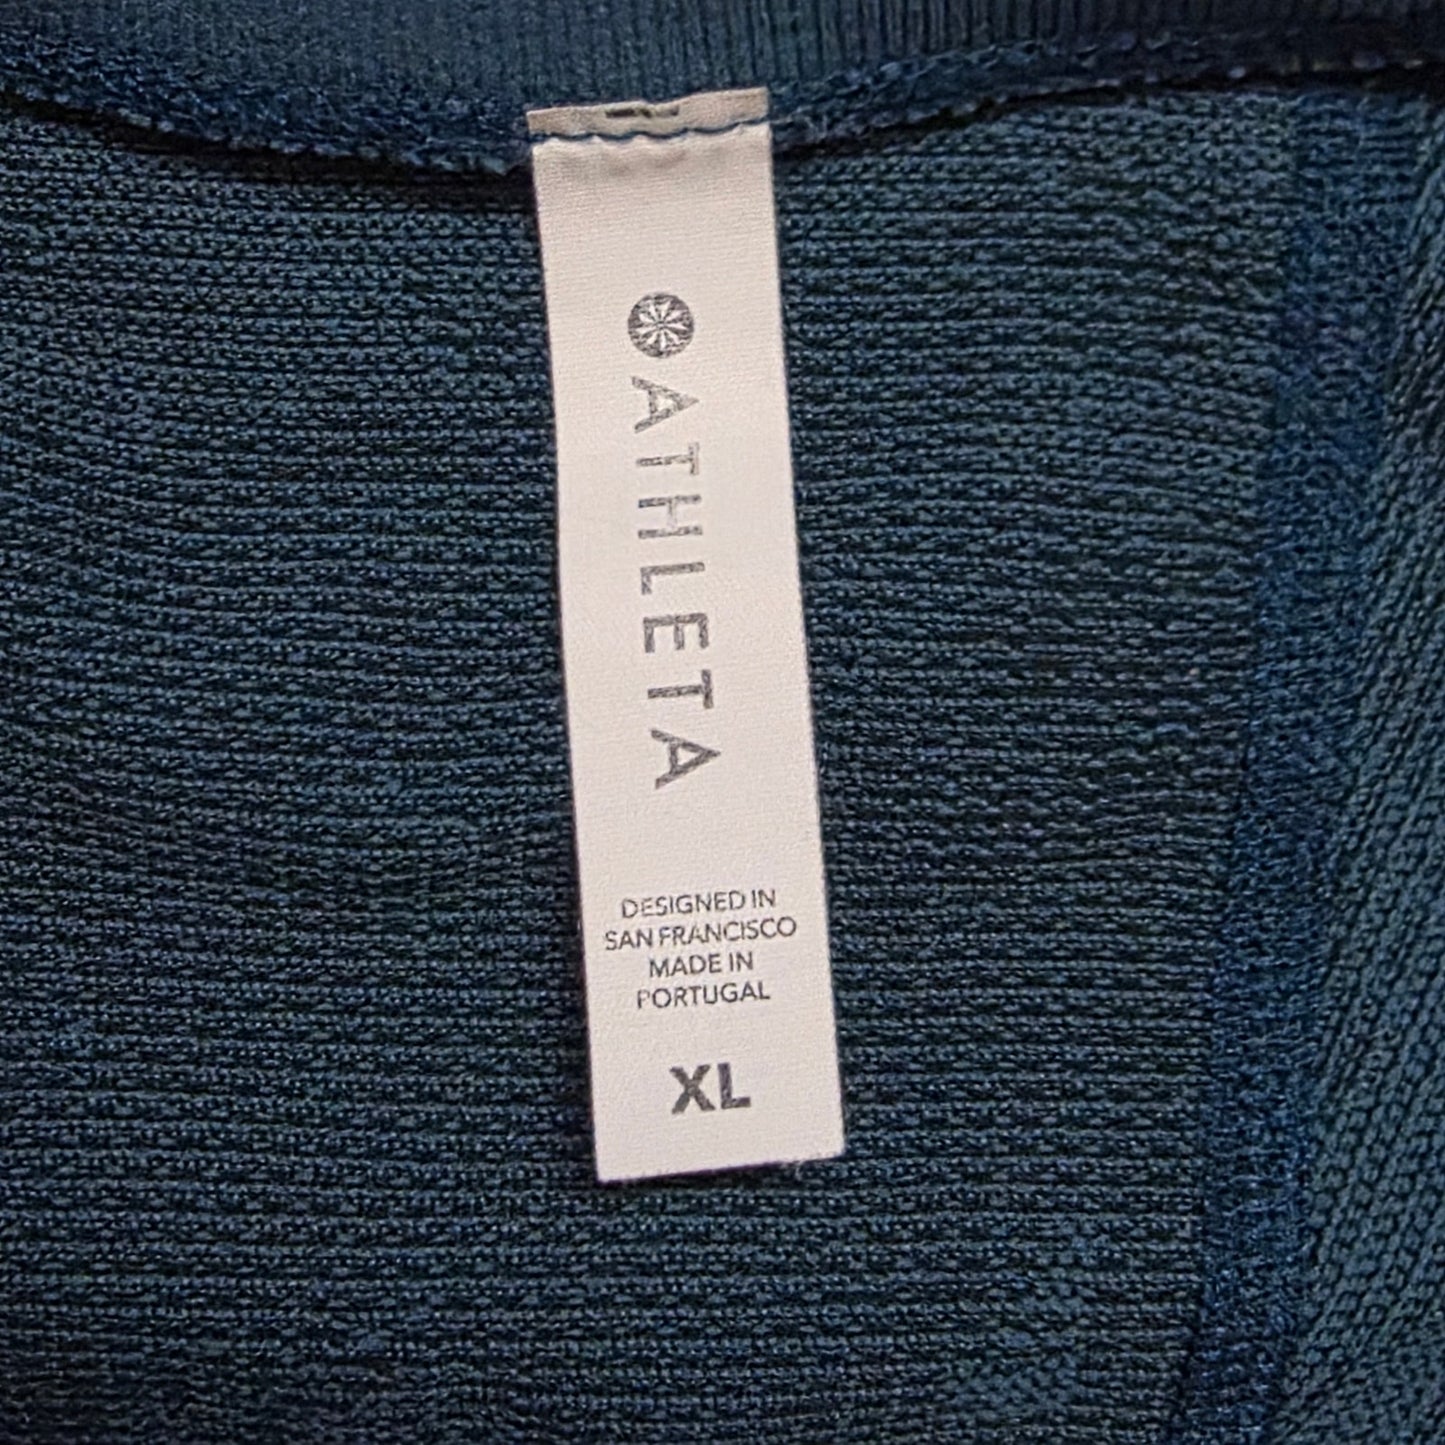 ATHLETA
DESIGNED IN
SAN FRANCISCO
MADE IN
PORTUGAL
XL